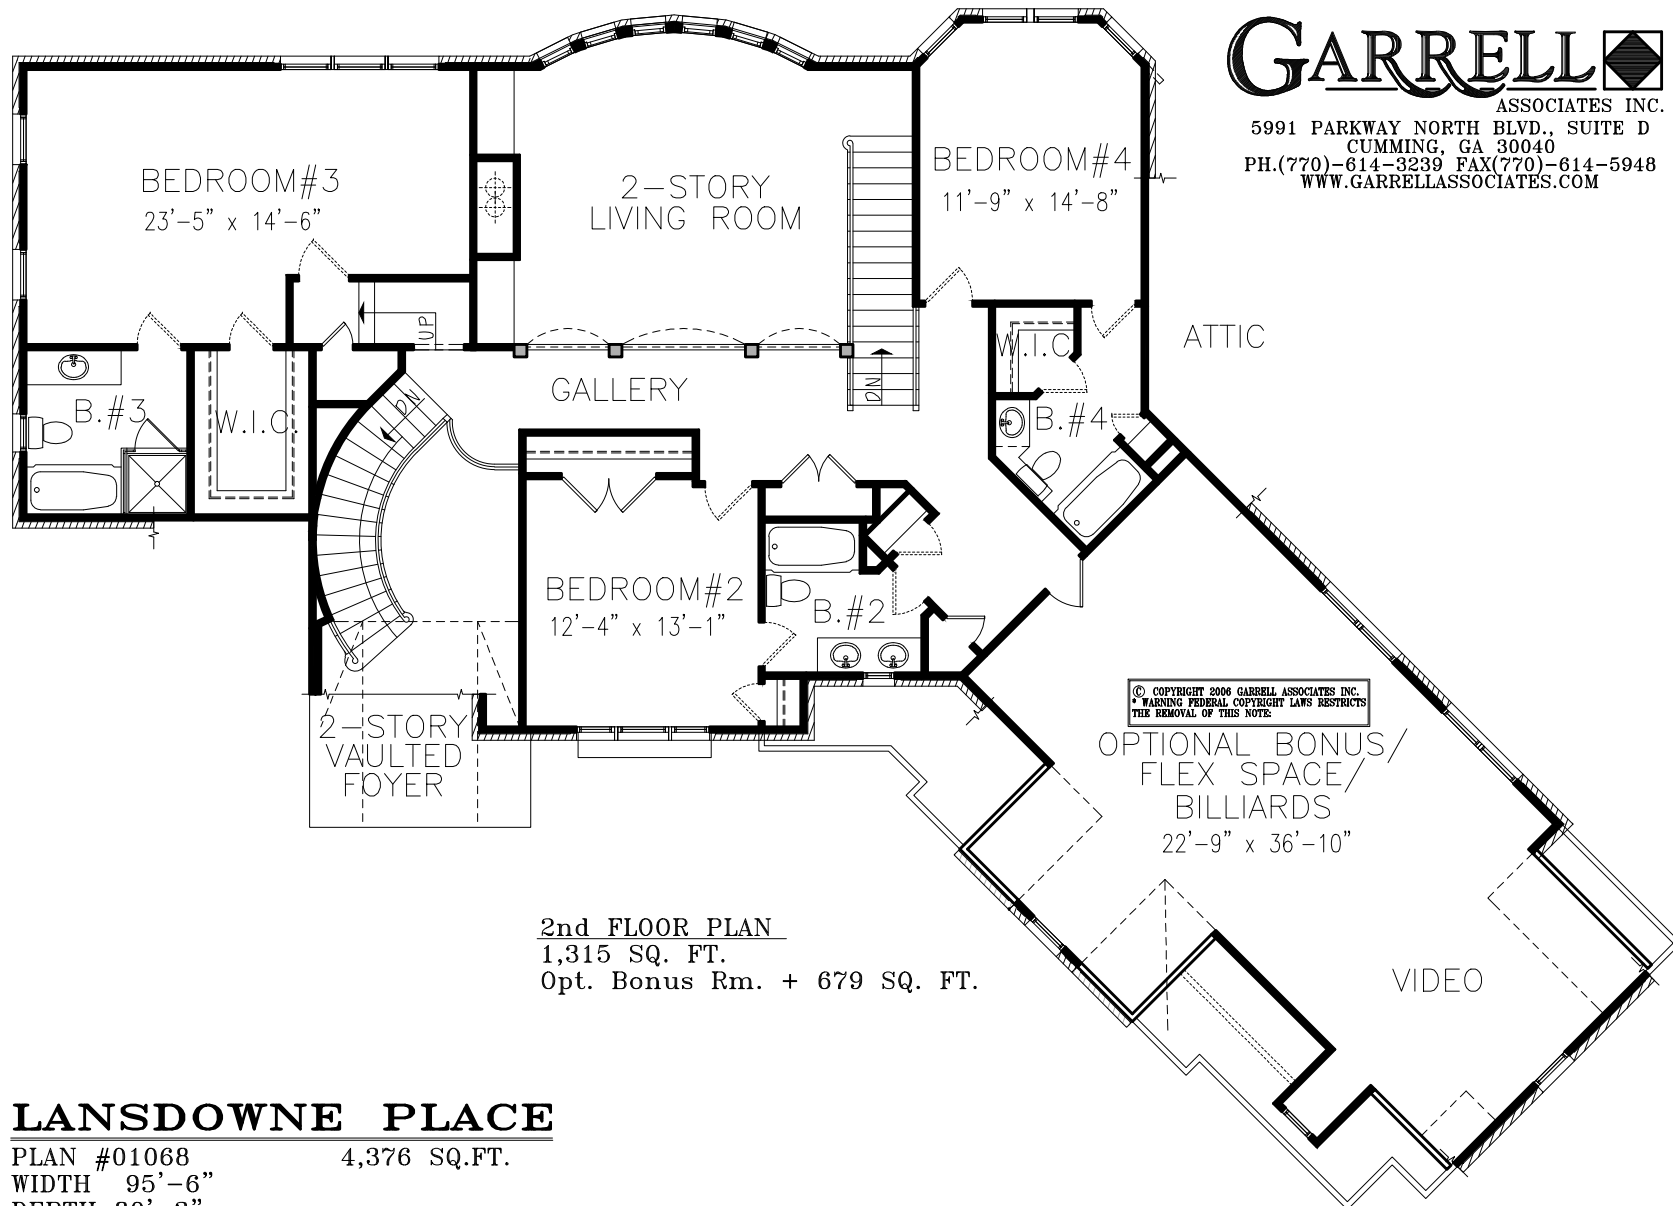 GARRELL
ASSOCIATES INC.
5991 PARKWAY NORTH BLVD., SUITE D
CUMMING, GA 30040
PH.(770)-614-3239 FAX(770)-614-5948
WWW.GARRELLASSOCIATES.COM
BEDROOM#3
23'-5" x 14'-6"
2-STORY
LIVING ROOM
BEDROOM#4
11'-9" x 14'-8"
UP
W.I.C.
ATTIC
GALLERY
DN
DN
B.#3
W.I.C.
B.#4
BEDROOM#2
12'-4" x 13'-1"
B.#2
2-STORY
VAULTED
FOYER
© COPYRIGHT 2006 GARRELL ASSOCIATES INC.
* WARNING FEDERAL COPYRIGHT LAWS RESTRICTS
THE REMOVAL OF THIS NOTE:
OPTIONAL BONUS/
FLEX SPACE/
BILLIARDS
22'-9" x 36'-10"
VIDEO
2nd FLOOR PLAN
1,315 SQ. FT.
Opt. Bonus Rm. + 679 SQ. FT.
LANSDOWNE PLACE
PLAN #01068 4,376 SQ.FT.
WIDTH 95'-6"
DEPTH